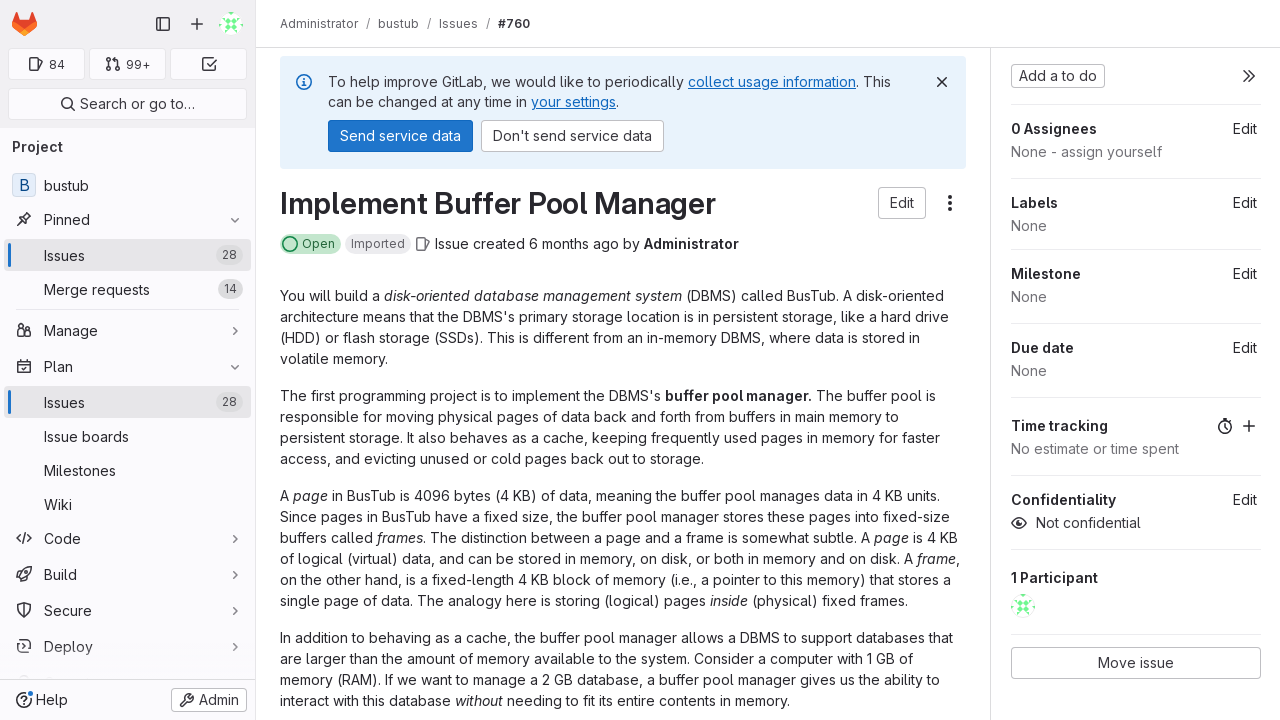 Administrator / bustub / Issues / #760
84
99+
Search or go to…
Project
B bustub
Pinned
Issues 28
Merge requests 14
Manage
Plan
Issues 28
Issue boards
Milestones
Wiki
Code
Build
Secure
Deploy
Help
Admin
To help improve GitLab, we would like to periodically collect usage information. This
can be changed at any time in your settings.
Send service data Don't send service data
Implement Buffer Pool Manager
Edit
Open Imported Issue created 6 months ago by Administrator
You will build a disk-oriented database management system (DBMS) called BusTub. A disk-oriented
architecture means that the DBMS's primary storage location is in persistent storage, like a hard drive
(HDD) or flash storage (SSDs). This is different from an in-memory DBMS, where data is stored in
volatile memory.
The first programming project is to implement the DBMS's buffer pool manager. The buffer pool is
responsible for moving physical pages of data back and forth from buffers in main memory to
persistent storage. It also behaves as a cache, keeping frequently used pages in memory for faster
access, and evicting unused or cold pages back out to storage.
A page in BusTub is 4096 bytes (4 KB) of data, meaning the buffer pool manages data in 4 KB units.
Since pages in BusTub have a fixed size, the buffer pool manager stores these pages into fixed-size
buffers called frames. The distinction between a page and a frame is somewhat subtle. A page is 4 KB
of logical (virtual) data, and can be stored in memory, on disk, or both in memory and on disk. A frame,
on the other hand, is a fixed-length 4 KB block of memory (i.e., a pointer to this memory) that stores a
single page of data. The analogy here is storing (logical) pages inside (physical) fixed frames.
In addition to behaving as a cache, the buffer pool manager allows a DBMS to support databases that
are larger than the amount of memory available to the system. Consider a computer with 1 GB of
memory (RAM). If we want to manage a 2 GB database, a buffer pool manager gives us the ability to
interact with this database without needing to fit its entire contents in memory.
Add a to do
0 Assignees Edit
None - assign yourself
Labels Edit
None
Milestone Edit
None
Due date Edit
None
Time tracking
No estimate or time spent
Confidentiality Edit
Not confidential
1 Participant
Move issue